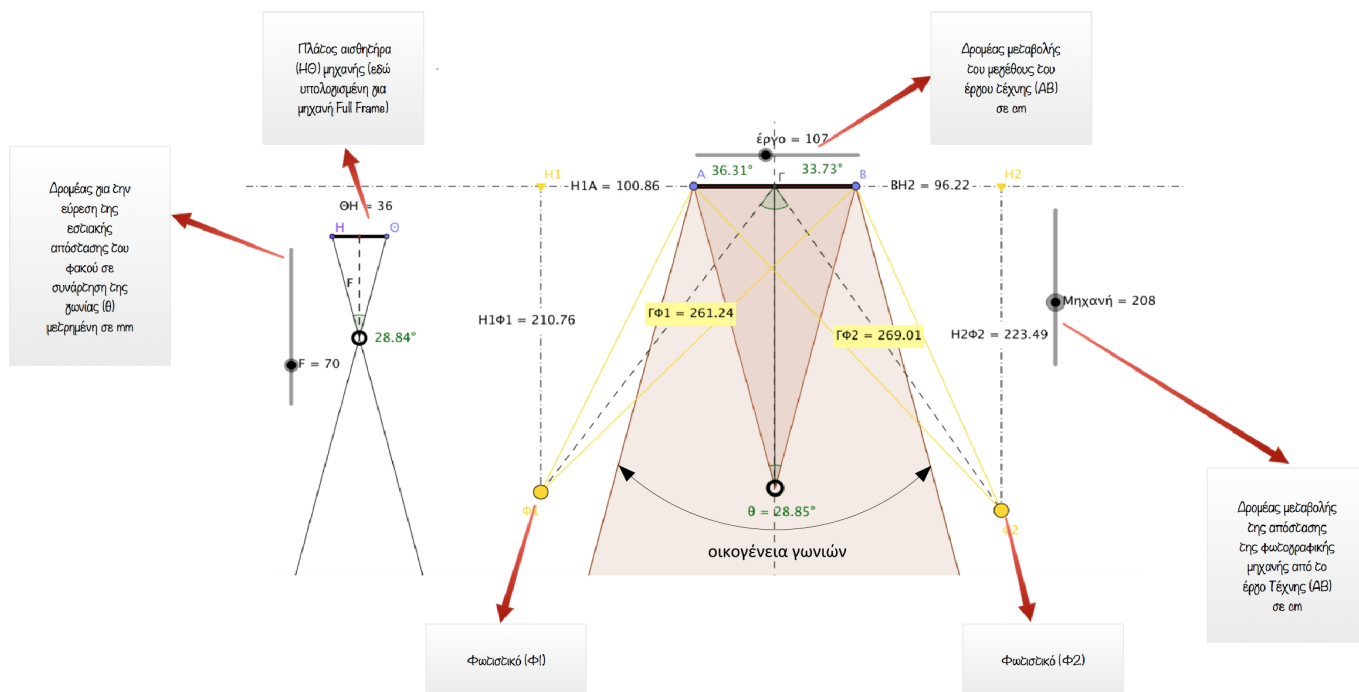 Πλάτος αισθητήρα
(ΗΘ) μηχανής (εδώ
υπολογισμένη για
μηχανή Full Frame)
Δρομέας μεταβολής
του μεγέθους του
έργου τέχνης (ΑΒ)
σε cm
Δρομέας για την
εύρεση της
εστιακής
απόστασης του
φακού σε
συνάρτηση της
γωνίας (θ)
μετρημένη σε mm
έργο = 107
36.31°
33.73°
H1
H1A = 100.86
A
Γ
B
BH2 = 96.22
H2
ΘΗ = 36
Η
Θ
F
28.84°
F = 70
H1Φ1 = 210.76
ΓΦ1 = 261.24
ΓΦ2 = 269.01
H2Φ2 = 223.49
Μηχανή = 208
Φ1
θ = 28.85°
Φ2
οικογένεια γωνιών
Δρομέας μεταβολής
της απόστασης
της φωτογραφικής
μηχανής από το
έργο Τέχνης (ΑΒ)
σε cm
Φωτιστικό (Φ1)
Φωτιστικό (Φ2)